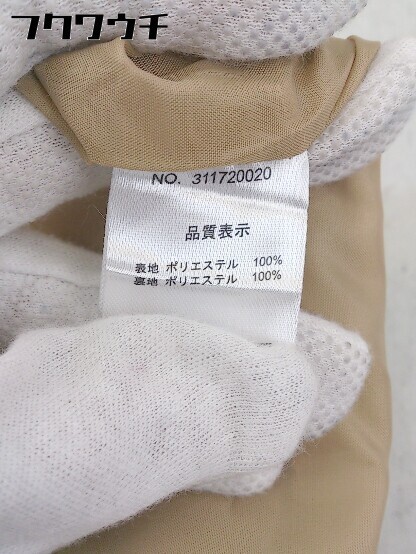 フクワウチ
NO. 311720020
品質表示
表地 ポリエステル 100%
裏地 ポリエステル 100%